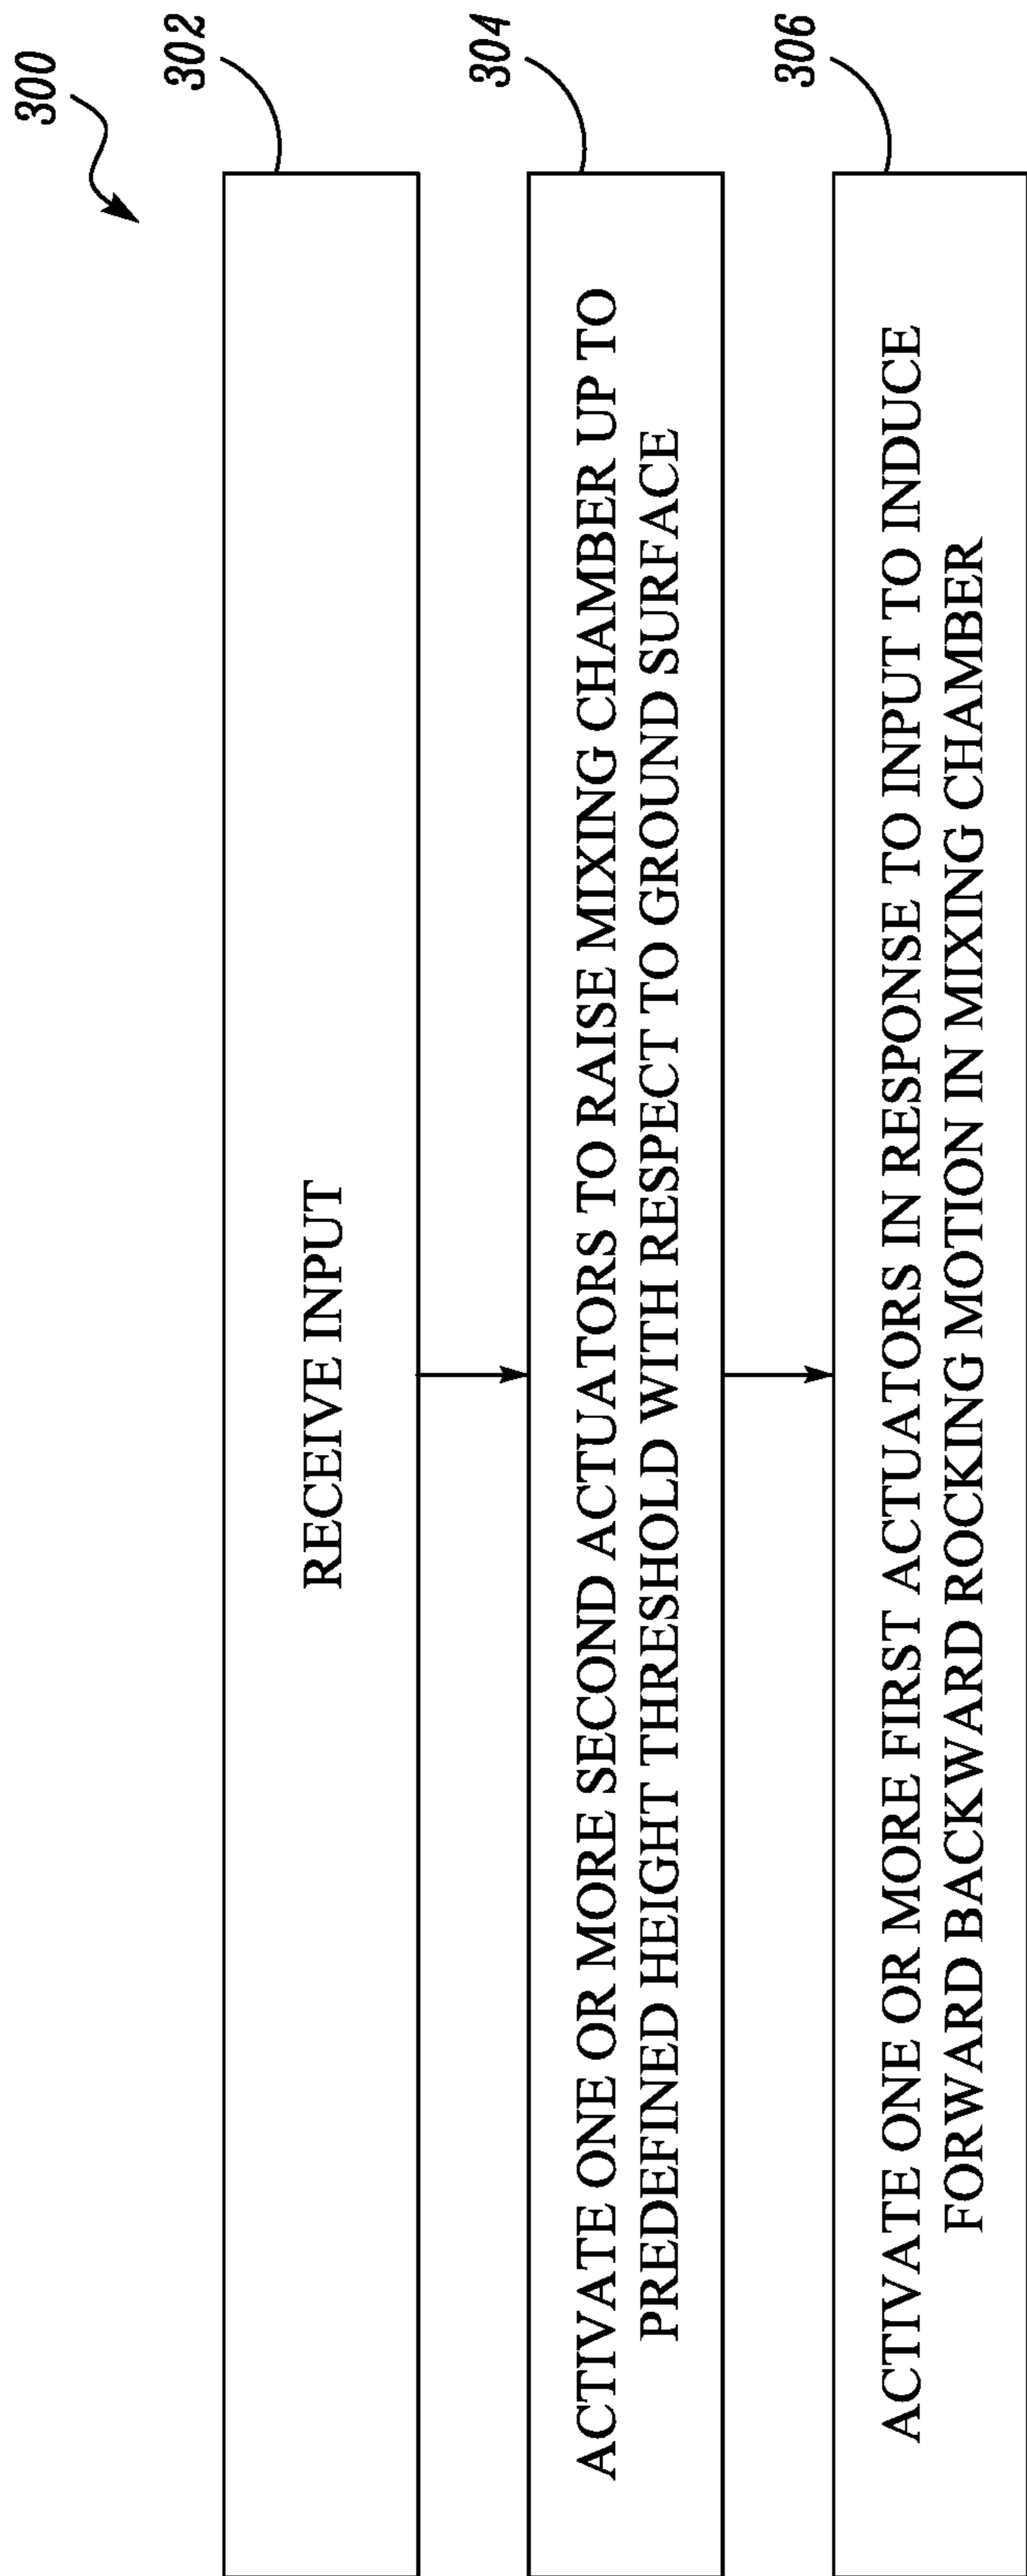 300
302
RECEIVE INPUT
304
ACTIVATE ONE OR MORE SECOND ACTUATORS TO RAISE MIXING CHAMBER UP TO
PREDEFINED HEIGHT THRESHOLD WITH RESPECT TO GROUND SURFACE
306
ACTIVATE ONE OR MORE FIRST ACTUATORS IN RESPONSE TO INPUT TO INDUCE
FORWARD BACKWARD ROCKING MOTION IN MIXING CHAMBER